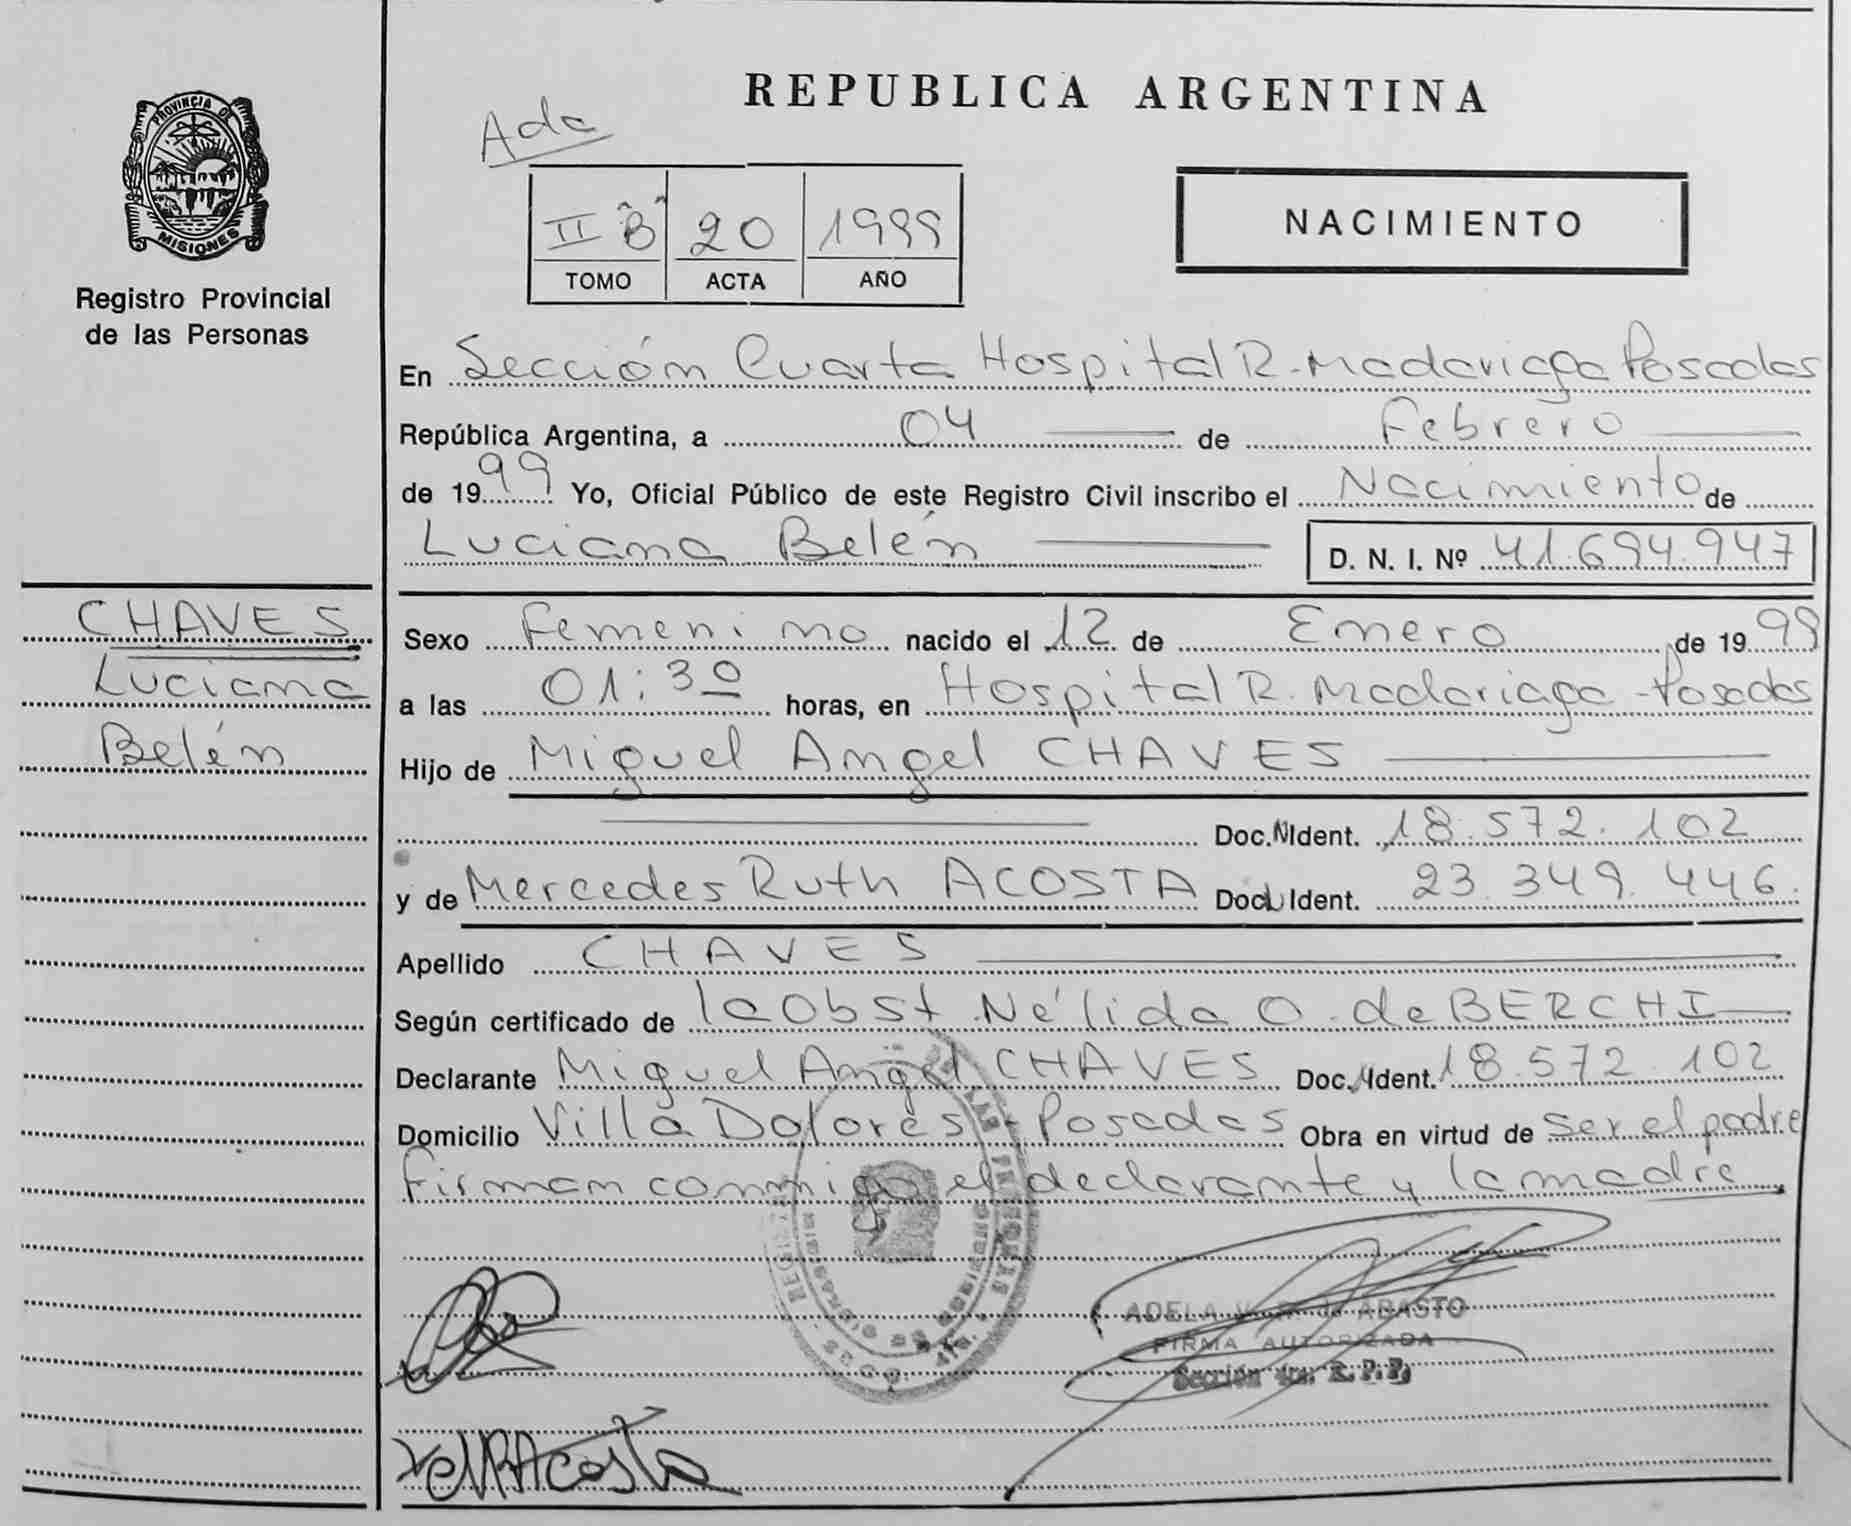 PROVINCIA DE
MISIONES
Registro Provincial
de las Personas
REPUBLICA ARGENTINA
Ada
II "B" 20 1999
TOMO ACTA AÑO
NACIMIENTO
En Sección Cuarta Hospital R. Madariaga Posadas
República Argentina, a 04 de Febrero
de 1999 Yo, Oficial Público de este Registro Civil inscribo el Nacimiento de
Luciana Belén D. N. I. Nº 41.694.947
CHAVES
Luciana
Belén
Sexo Femenino nacido el 12 de Enero de 1999
a las 01:30 horas, en Hospital R. Madariaga - Posadas
Hijo de Miguel Angel CHAVES
Doc. N Ident. 18.572.102
y de Mercedes Ruth ACOSTA Doc. Ident. 23.349.446.
Apellido CHAVES
Según certificado de la Obst. Nélida O. de BERCHI
Declarante Miguel Angel CHAVES Doc. Ident. 18.572.102
Domicilio Villa Dolores - Posadas Obra en virtud de ser el padre
Firman conmigo el declarante y la madre
ADELA ABASTO
FIRMA AUTORIZADA
Sección 4ta. R. P. P.
MRAcosta